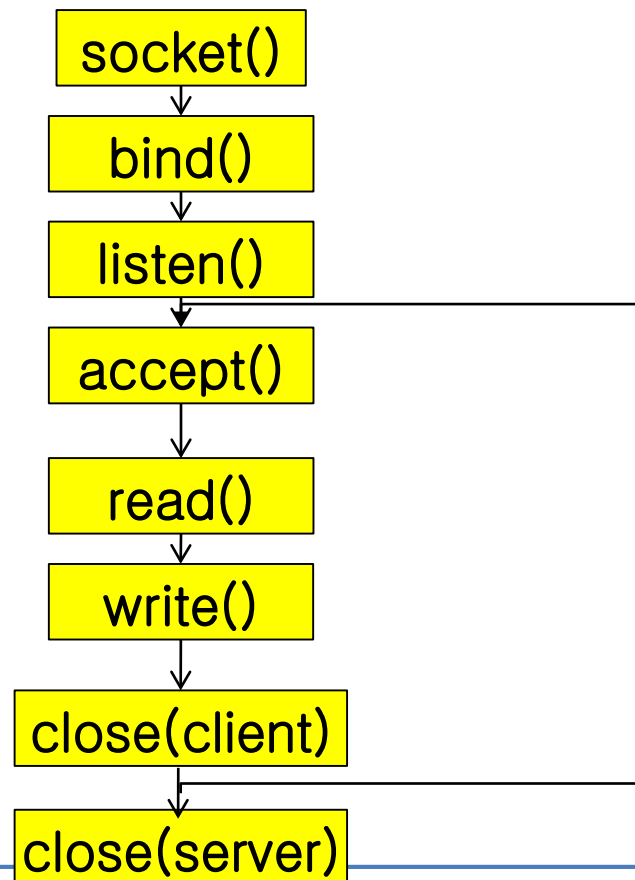 socket()
bind()
listen()
accept()
read()
write()
close(client)
close(server)